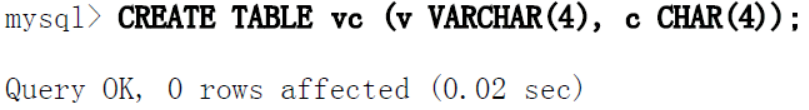 mysql> CREATE TABLE vc (v VARCHAR(4), c CHAR(4));
Query OK, 0 rows affected (0.02 sec)